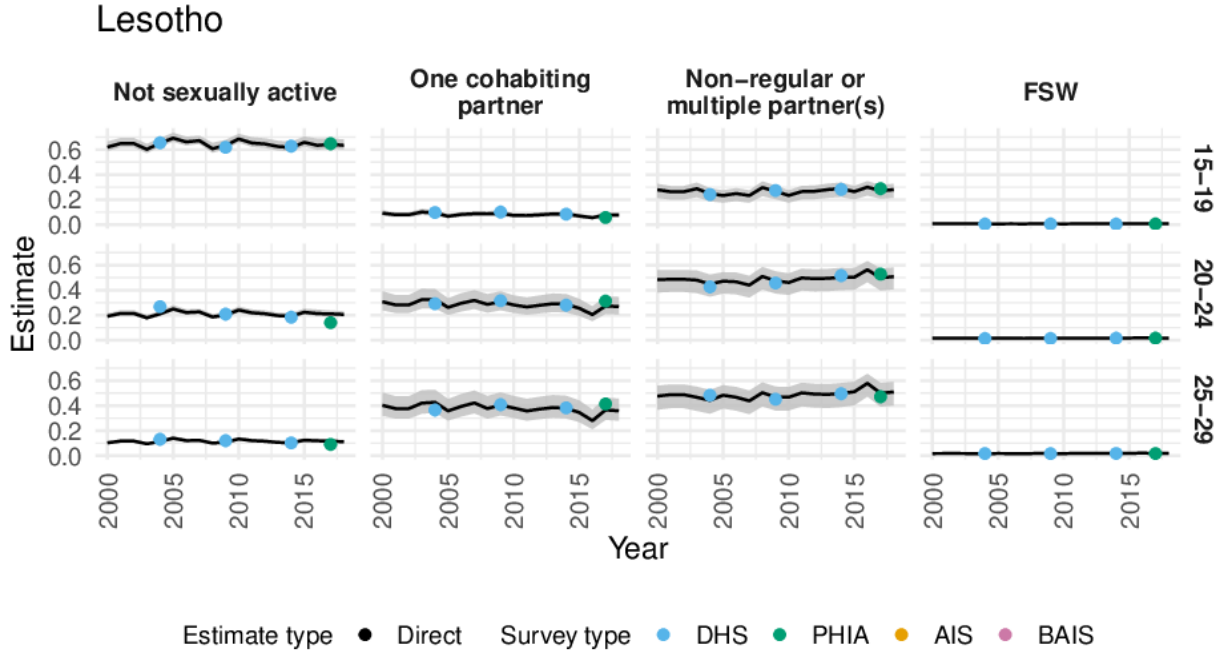 Lesotho
Not sexually active
One cohabiting
partner
Non−regular or
multiple partner(s)
FSW
0.6
0.4
0.2
0.0
15−19
0.6
0.4
0.2
0.0
20−24
0.6
0.4
0.2
0.0
25−29
Estimate
2000 2005 2010 2015 2000 2005 2010 2015 2000 2005 2010 2015 2000 2005 2010 2015
Year
Estimate type Direct Survey type DHS PHIA AIS BAIS